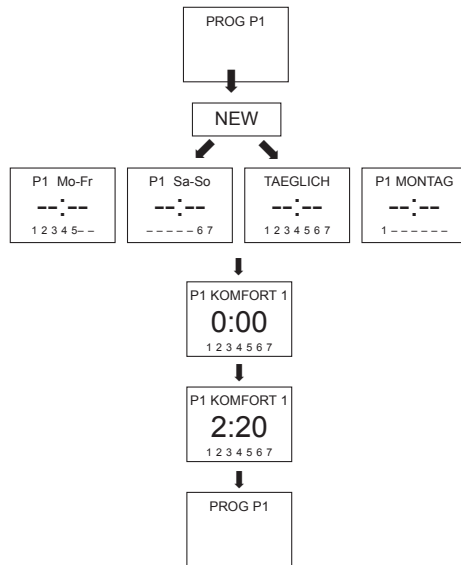 PROG P1
NEW
P1 Mo-Fr
--:--
1 2 3 4 5 – –
P1 Sa-So
--:--
– – – – – 6 7
TAEGLICH
--:--
1 2 3 4 5 6 7
P1 MONTAG
--:--
1 – – – – – –
P1 KOMFORT 1
0:00
1 2 3 4 5 6 7
P1 KOMFORT 1
2:20
1 2 3 4 5 6 7
PROG P1